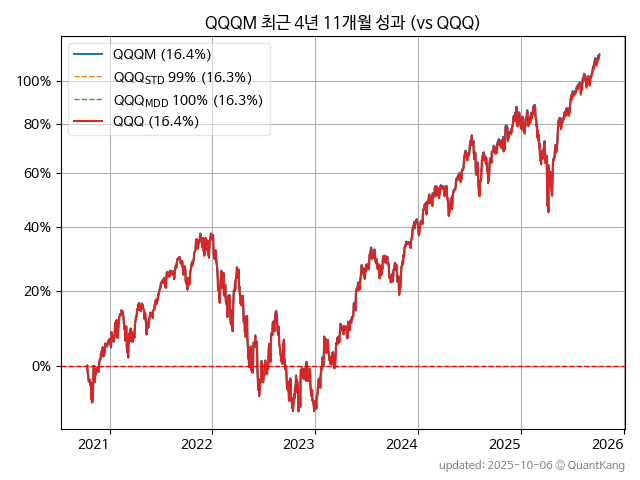 QQQM 최근 4년 11개월 성과 (vs QQQ)
QQQM (16.4%)
QQQSTD 99% (16.3%)
QQQMDD 100% (16.3%)
QQQ (16.4%)
100%
80%
60%
40%
20%
0%
2021 2022 2023 2024 2025 2026
updated: 2025-10-06 © QuantKang